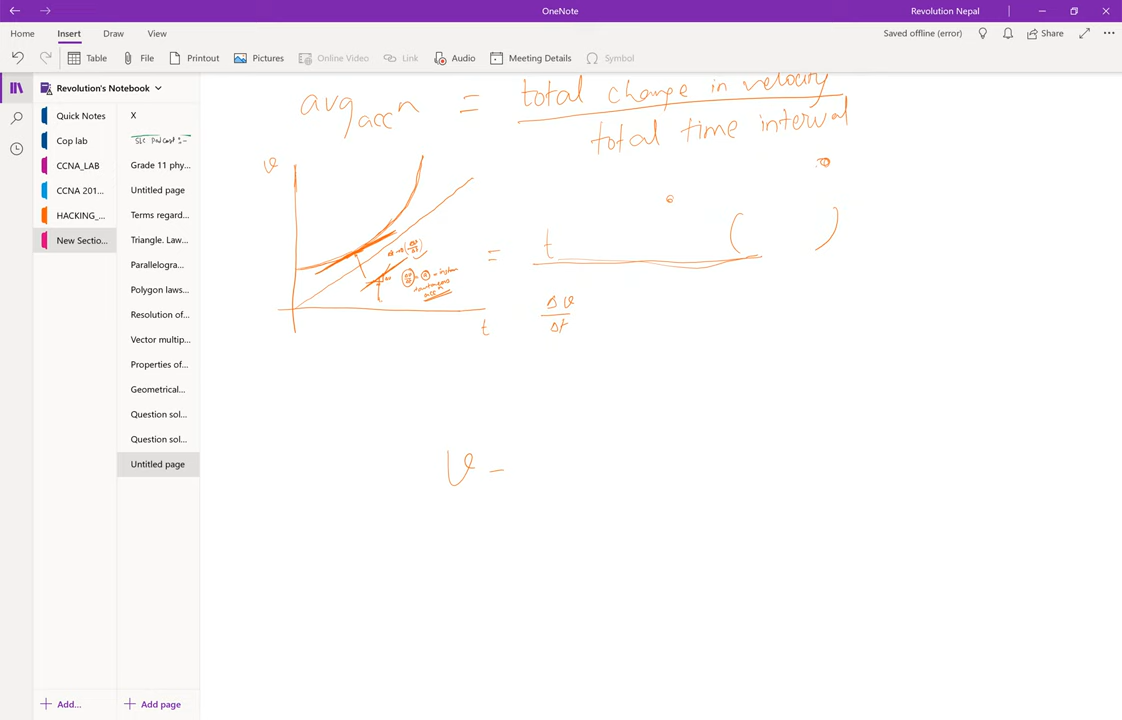 OneNote
Revolution Nepal
Home Insert Draw View
Saved offline (error)
Share
Table File Printout Pictures Online Video Link Audio Meeting Details Symbol
Revolution's Notebook
Quick Notes
Cop lab
CCNA_LAB
CCNA 201...
HACKING_...
New Sectio...
X
Grade 11 phy...
Untitled page
Terms regard...
Triangle. Law...
Parallelogra...
Polygon laws...
Resolution of...
Vector multip...
Properties of...
Geometrical...
Question sol...
Question sol...
Untitled page
Add...
Add page
avg acc n = total change in velocity
total time interval
v
= t ( )
t
Δv
Δt
v -